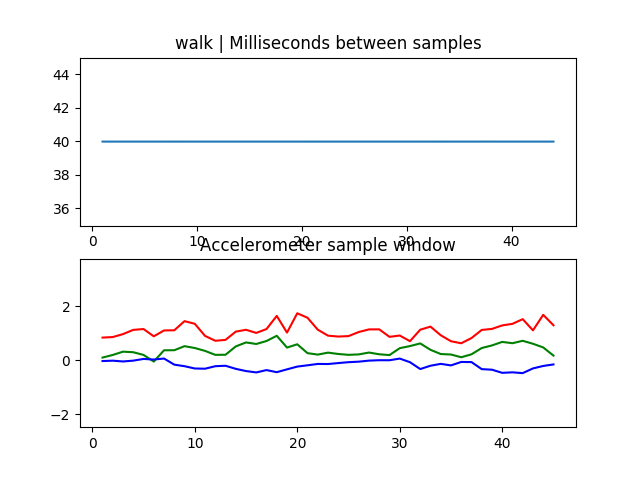 walk | Milliseconds between samples
44
42
40
38
36
0 10 20 30 40
Accelerometer sample window
2
0
−2
0 10 20 30 40